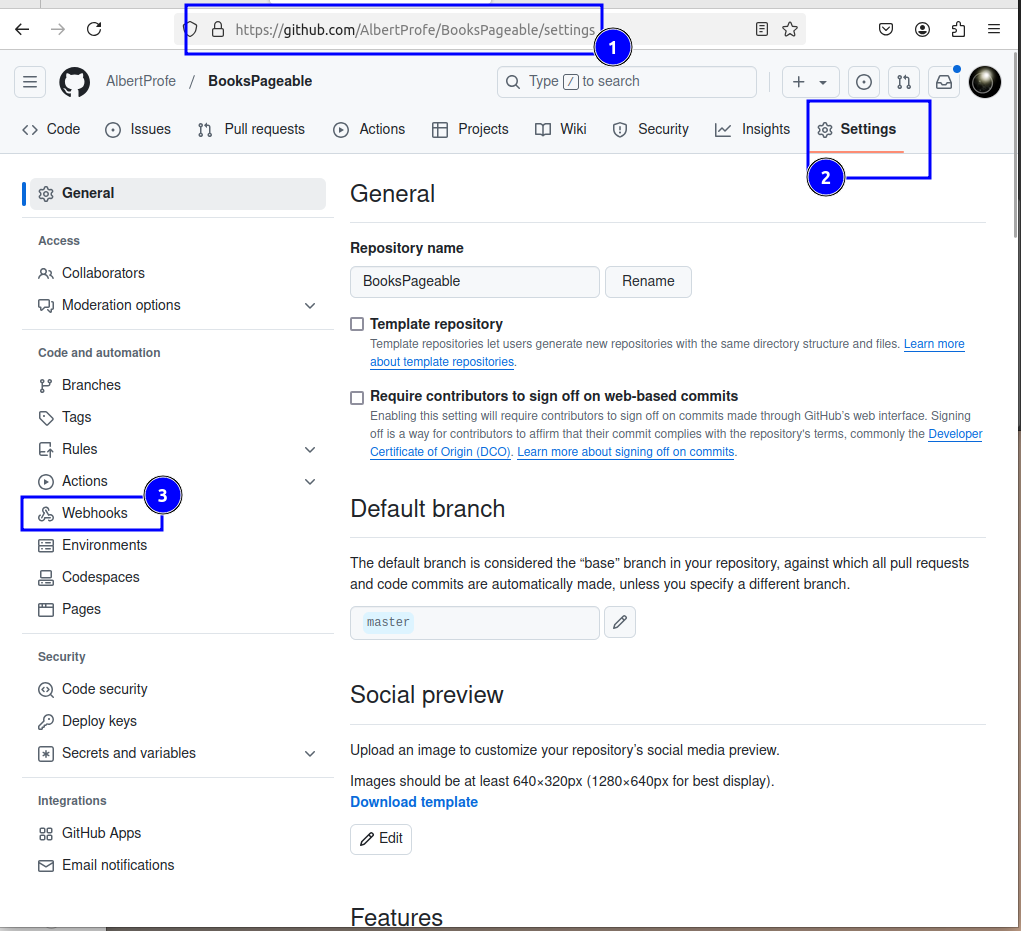 https://github.com/AlbertProfe/BooksPageable/settings
1
AlbertProfe / BooksPageable
Type / to search
Code
Issues
Pull requests
Actions
Projects
Wiki
Security
Insights
Settings
2
General
Access
Collaborators
Moderation options
Code and automation
Branches
Tags
Rules
Actions
3
Webhooks
Environments
Codespaces
Pages
Security
Code security
Deploy keys
Secrets and variables
Integrations
GitHub Apps
Email notifications
General
Repository name
BooksPageable
Rename
Template repository
Template repositories let users generate new repositories with the same directory structure and files. Learn more
about template repositories.
Require contributors to sign off on web-based commits
Enabling this setting will require contributors to sign off on commits made through GitHub’s web interface. Signing
off is a way for contributors to affirm that their commit complies with the repository's terms, commonly the Developer
Certificate of Origin (DCO). Learn more about signing off on commits.
Default branch
The default branch is considered the “base” branch in your repository, against which all pull requests
and code commits are automatically made, unless you specify a different branch.
master
Social preview
Upload an image to customize your repository’s social media preview.
Images should be at least 640×320px (1280×640px for best display).
Download template
Edit
Features